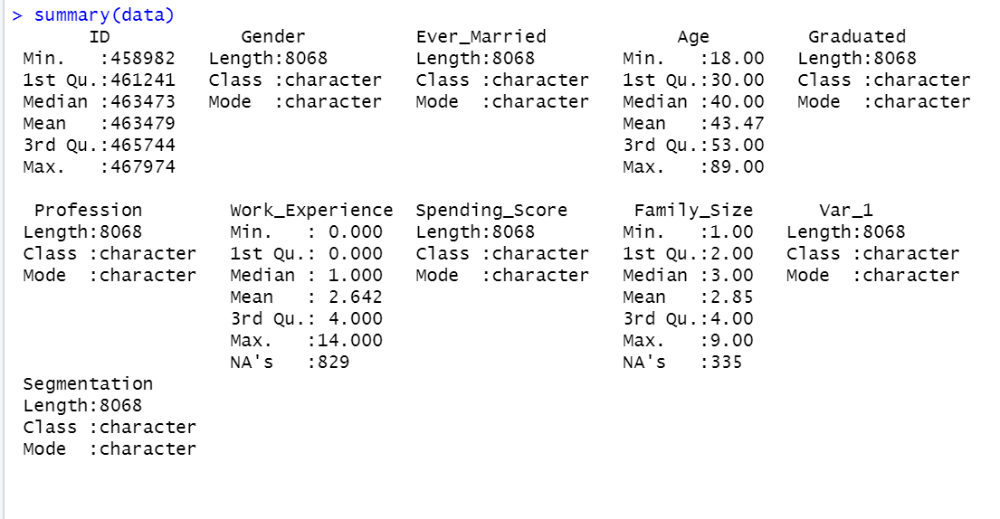 > summary(data)
       ID             Gender          Ever_Married            Age          Graduated
 Min.   :458982   Length:8068        Length:8068        Min.   :18.00   Length:8068
 1st Qu.:461241   Class :character   Class :character   1st Qu.:30.00   Class :character
 Median :463473   Mode  :character   Mode  :character   Median :40.00   Mode  :character
 Mean   :463479                                         Mean   :43.47
 3rd Qu.:465744                                         3rd Qu.:53.00
 Max.   :467974                                         Max.   :89.00

  Profession        Work_Experience  Spending_Score      Family_Size      Var_1
 Length:8068        Min.   : 0.000   Length:8068        Min.   :1.00   Length:8068
 Class :character   1st Qu.: 0.000   Class :character   1st Qu.:2.00   Class :character
 Mode  :character   Median : 1.000   Mode  :character   Median :3.00   Mode  :character
                    Mean   : 2.642                      Mean   :2.85
                    3rd Qu.: 4.000                      3rd Qu.:4.00
                    Max.   :14.000                      Max.   :9.00
                    NA's   :829                         NA's   :335
 Segmentation
 Length:8068
 Class :character
 Mode  :character